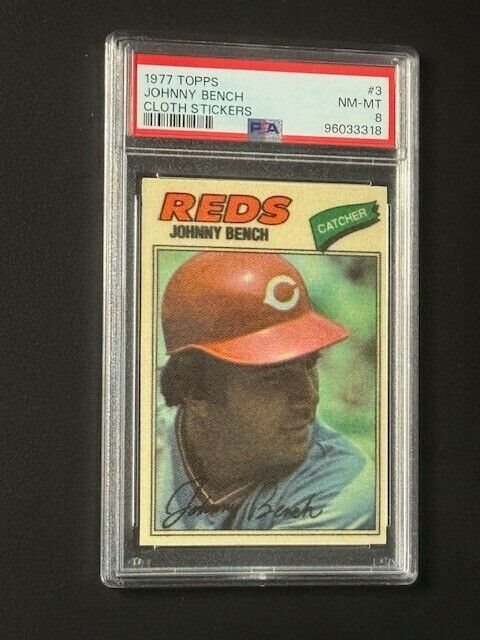 1977 TOPPS #3
JOHNNY BENCH NM-MT
CLOTH STICKERS 8
PSA 96033318
REDS
JOHNNY BENCH
CATCHER
C
Johnny Bench